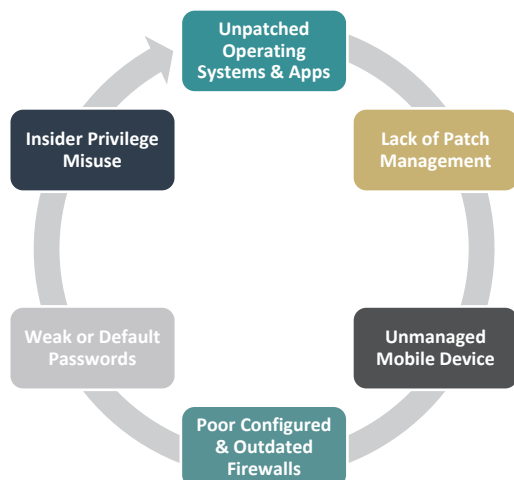 Unpatched
Operating
Systems & Apps
Lack of Patch
Management
Unmanaged
Mobile Device
Poor Configured
& Outdated
Firewalls
Weak or Default
Passwords
Insider Privilege
Misuse